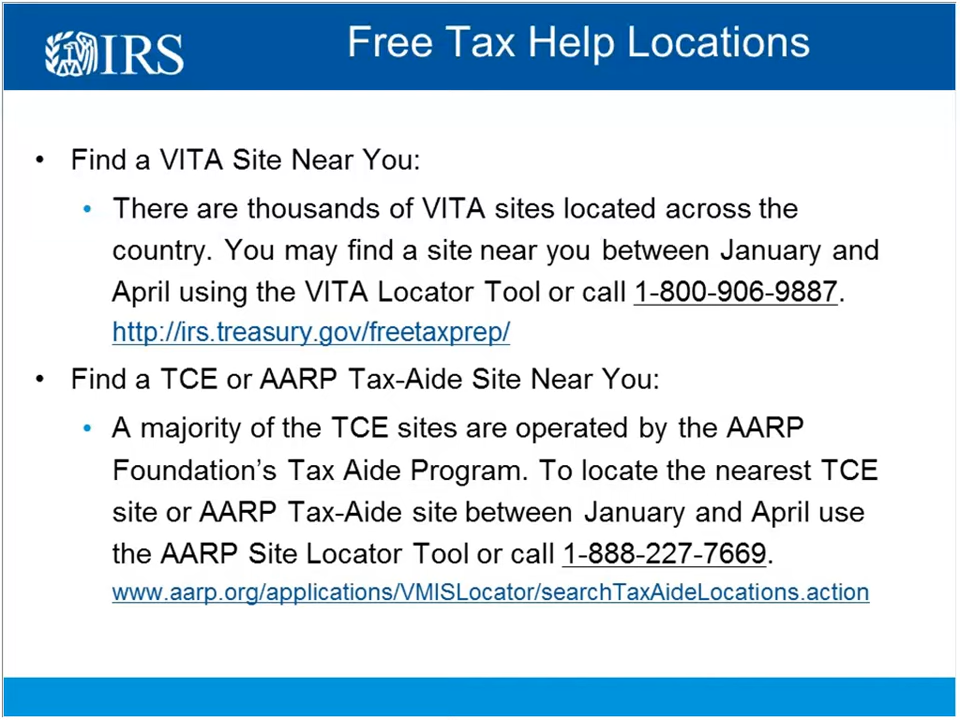 IRS
Free Tax Help Locations
• Find a VITA Site Near You:
• There are thousands of VITA sites located across the
country. You may find a site near you between January and
April using the VITA Locator Tool or call 1-800-906-9887.
http://irs.treasury.gov/freetaxprep/
• Find a TCE or AARP Tax-Aide Site Near You:
• A majority of the TCE sites are operated by the AARP
Foundation’s Tax Aide Program. To locate the nearest TCE
site or AARP Tax-Aide site between January and April use
the AARP Site Locator Tool or call 1-888-227-7669.
www.aarp.org/applications/VMISLocator/searchTaxAideLocations.action